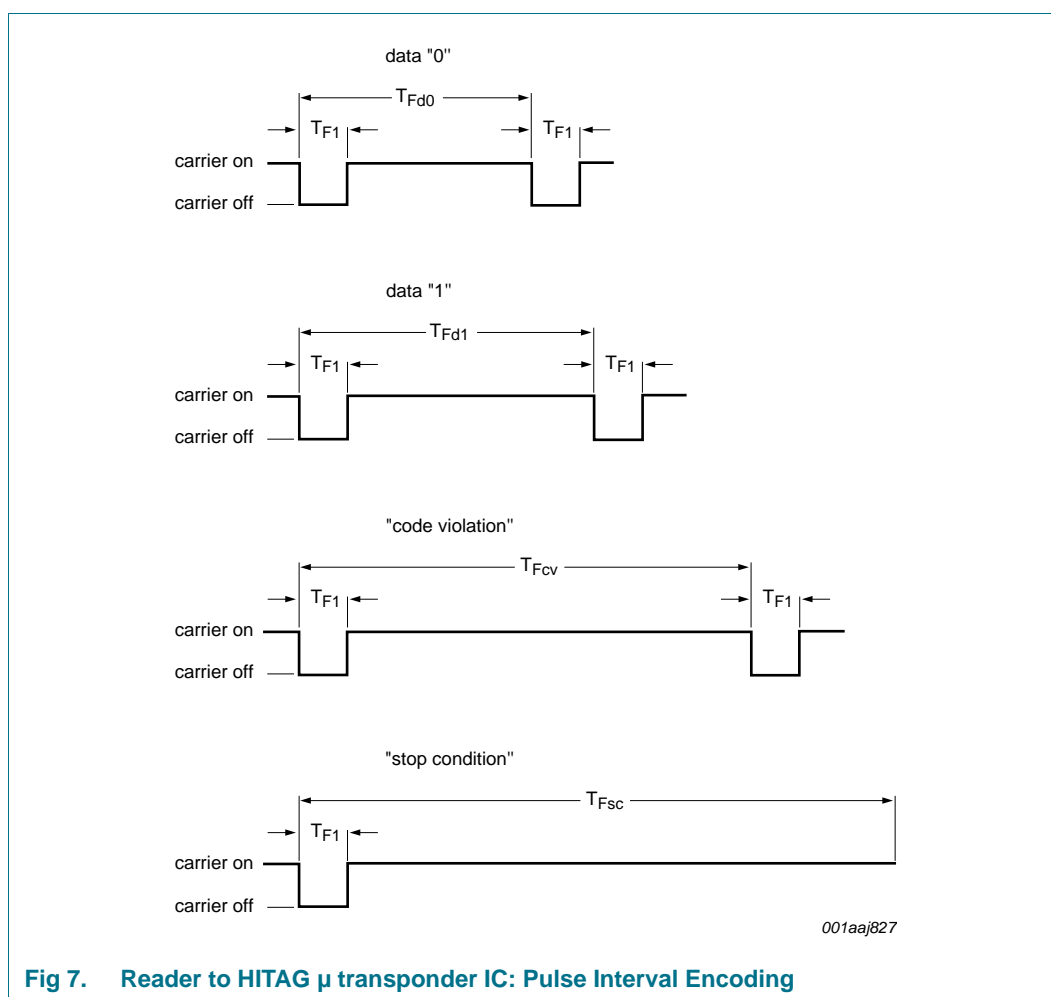 data "0"
TFd0
TF1 TF1
carrier on
carrier off
data "1"
TFd1
TF1 TF1
carrier on
carrier off
"code violation"
TFcv
TF1 TF1
carrier on
carrier off
"stop condition"
TFsc
TF1
carrier on
carrier off
001aaj827
Fig 7. Reader to HITAG µ transponder IC: Pulse Interval Encoding